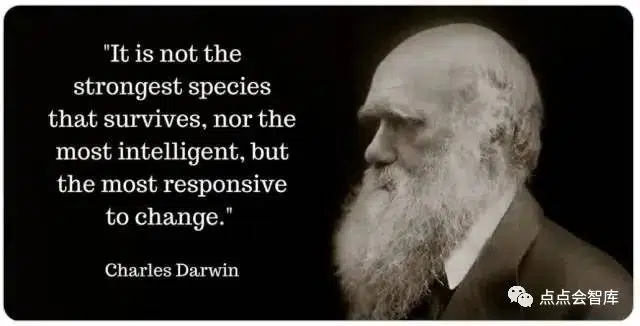 "It is not the
strongest species
that survives, nor the
most intelligent, but
the most responsive
to change."
Charles Darwin
点点会智库